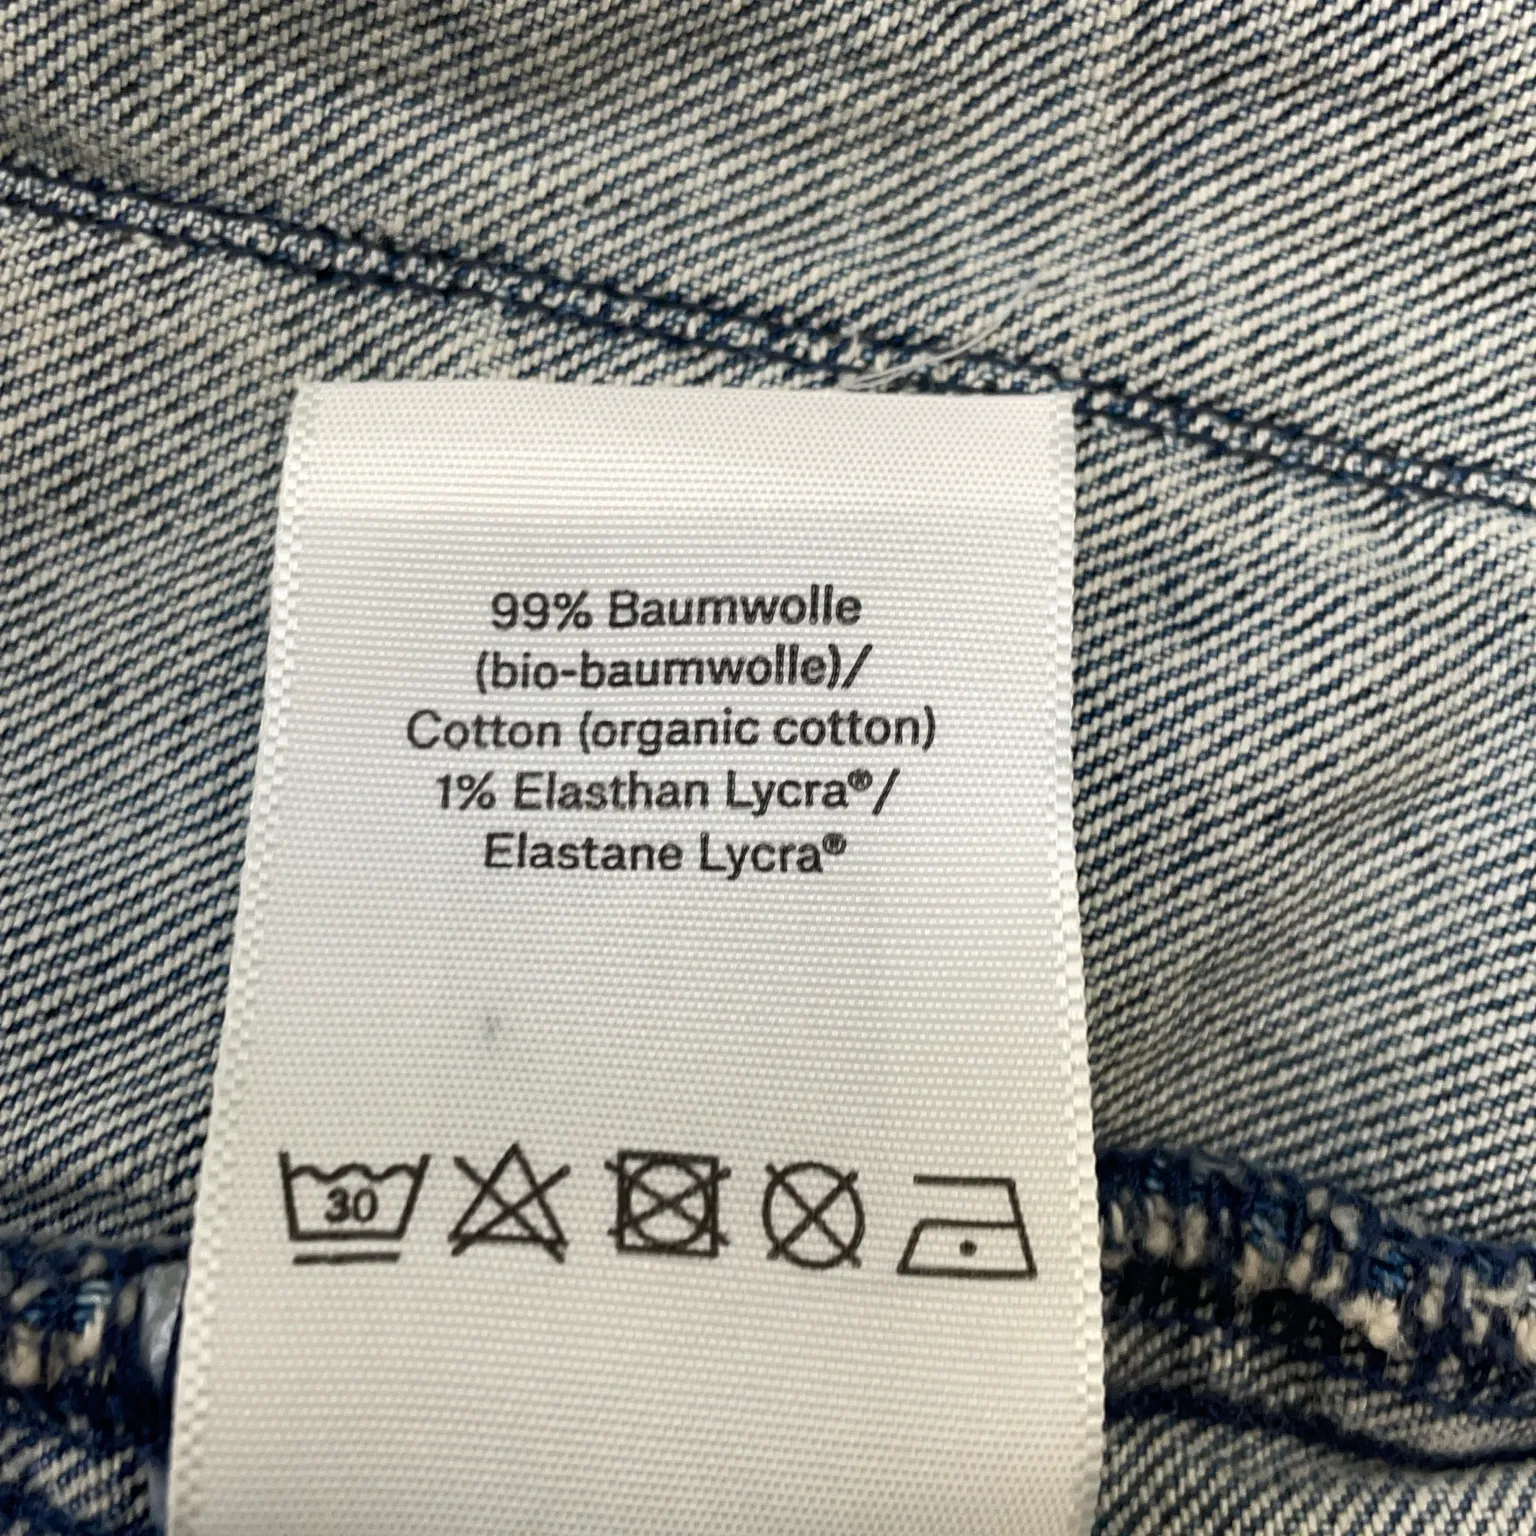 99% Baumwolle
(bio-baumwolle)/
Cotton (organic cotton)
1% Elasthan Lycra®/
Elastane Lycra®
30